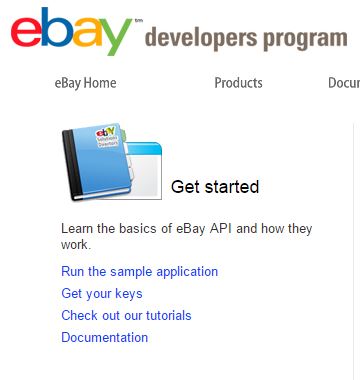 ebay™ developers program
eBay Home Products Docu
ebay
Solutions
Directory
Get started
Learn the basics of eBay API and how they
work.
Run the sample application
Get your keys
Check out our tutorials
Documentation